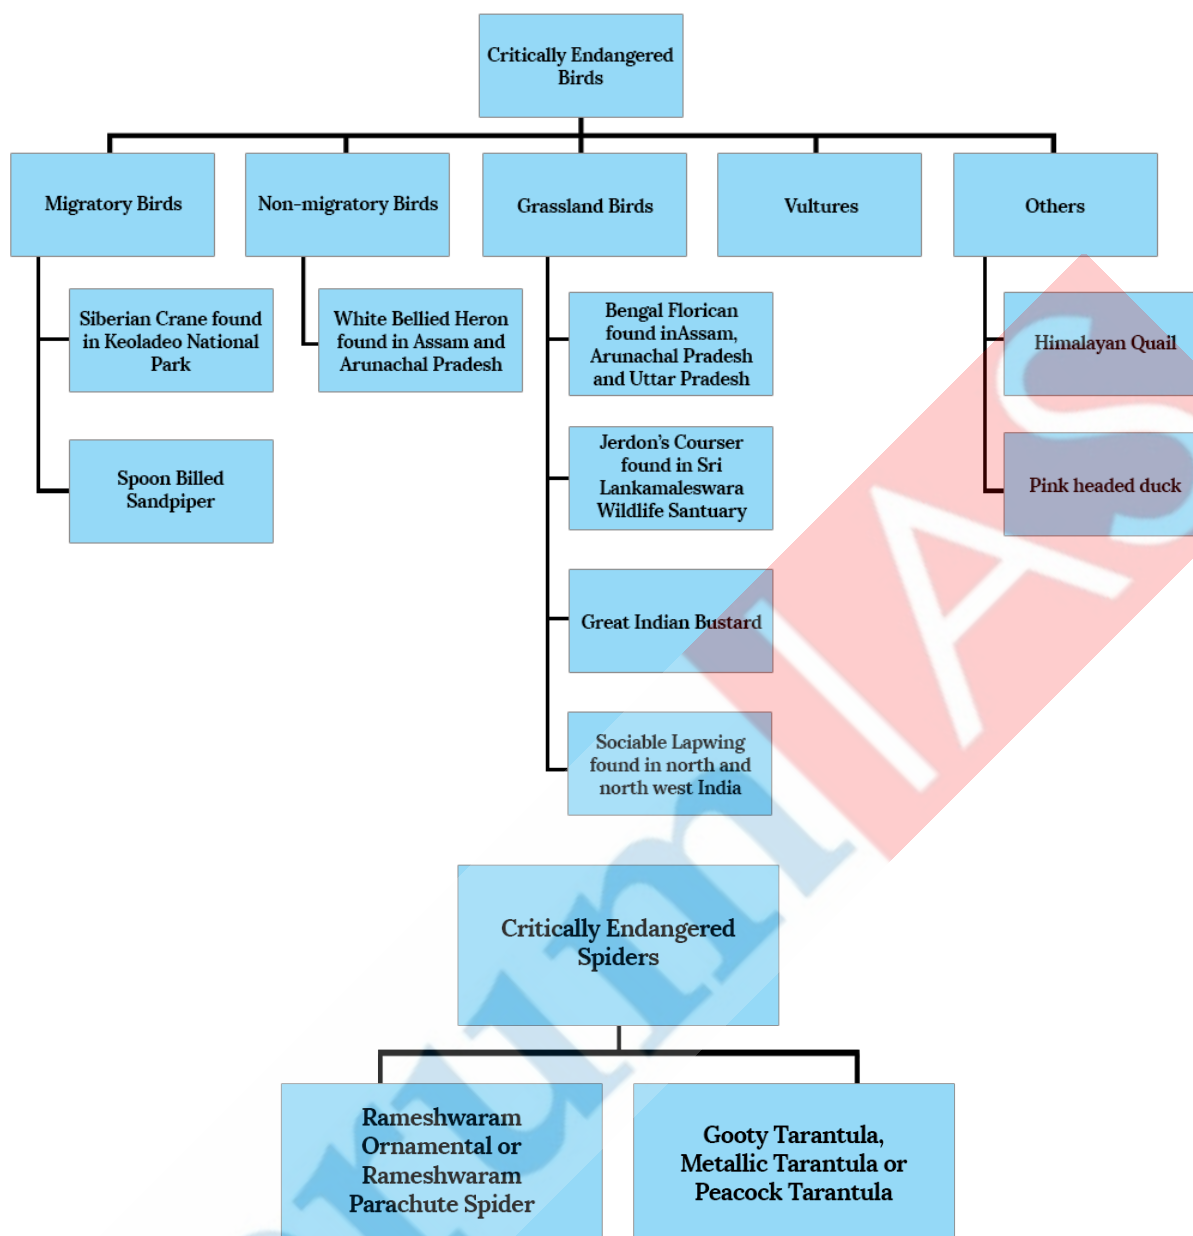 Critically Endangered
Birds
Migratory Birds
Non-migratory Birds
Grassland Birds
Vultures
Others
Siberian Crane found
in Keoladeo National
Park
Spoon Billed
Sandpiper
White Bellied Heron
found in Assam and
Arunachal Pradesh
Bengal Florican
found inAssam,
Arunachal Pradesh
and Uttar Pradesh
Jerdon's Courser
found in Sri
Lankamaleswara
Wildlife Santuary
Great Indian Bustard
Sociable Lapwing
found in north and
north west India
Himalayan Quail
Pink headed duck
Critically Endangered
Spiders
Rameshwaram
Ornamental or
Rameshwaram
Parachute Spider
Gooty Tarantula,
Metallic Tarantula or
Peacock Tarantula
rum IAS